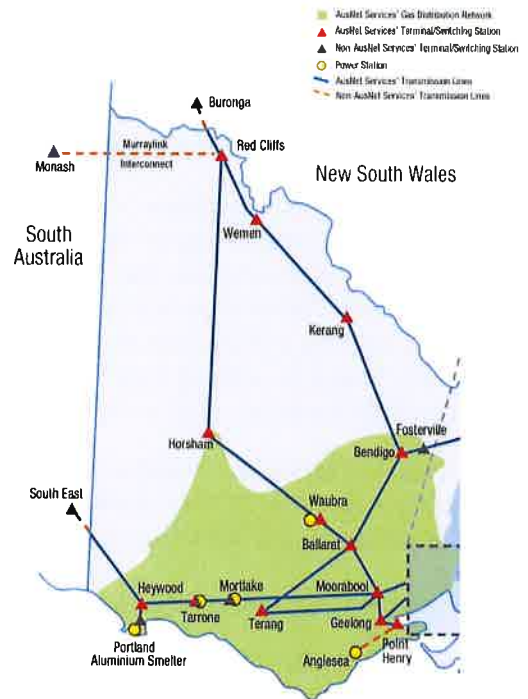 AusNet Services' Gas Distribution Network
AusNet Services' Terminal/Switching Station
Non AusNet Services' Terminal/Switching Station
Power Station
AusNet Services' Transmission Lines
Non AusNet Services' Transmission Lines
Buronga
Red Cliffs
Murraylink
Interconnect
Monash
New South Wales
South
Australia
Wemen
Kerang
Horsham
Fosterville
Bendigo
South East
Waubra
Ballarat
Heywood
Mortlake
Moorabool
Tarrone
Terang
Geelong
Portland
Aluminium Smelter
Anglesea
Point
Henry